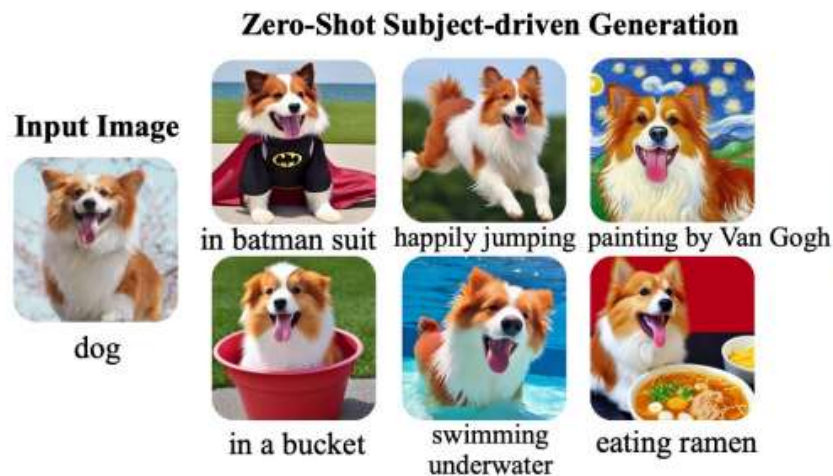 Zero-Shot Subject-driven Generation
Input Image
dog
in batman suit
happily jumping
painting by Van Gogh
in a bucket
swimming
underwater
eating ramen